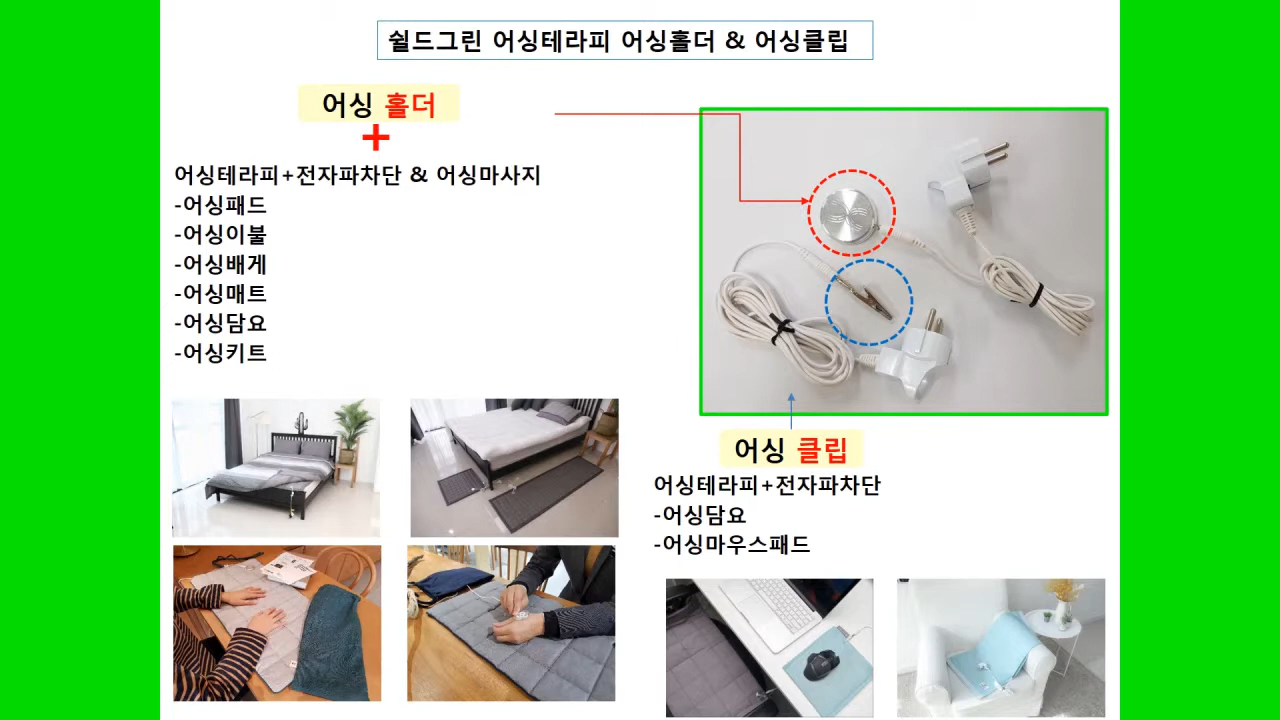 쉴드그린 어싱테라피 어싱홀더 & 어싱클립
어싱 홀더
+
어싱테라피+전자파차단 & 어싱마사지
-어싱패드
-어싱이불
-어싱배게
-어싱매트
-어싱담요
-어싱키트
어싱 클립
어싱테라피+전자파차단
-어싱담요
-어싱마우스패드